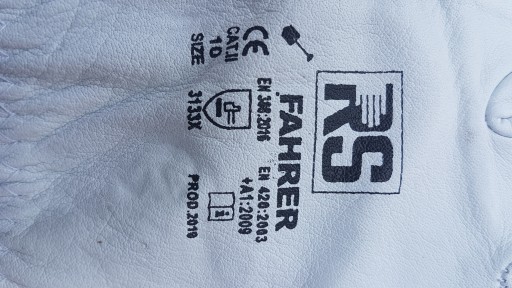 RS
FAHRER
EN 388:2016
EN 420:2003
+A1:2009
3133X
CE
CAT.II
10
SIZE
i
PROD.2019